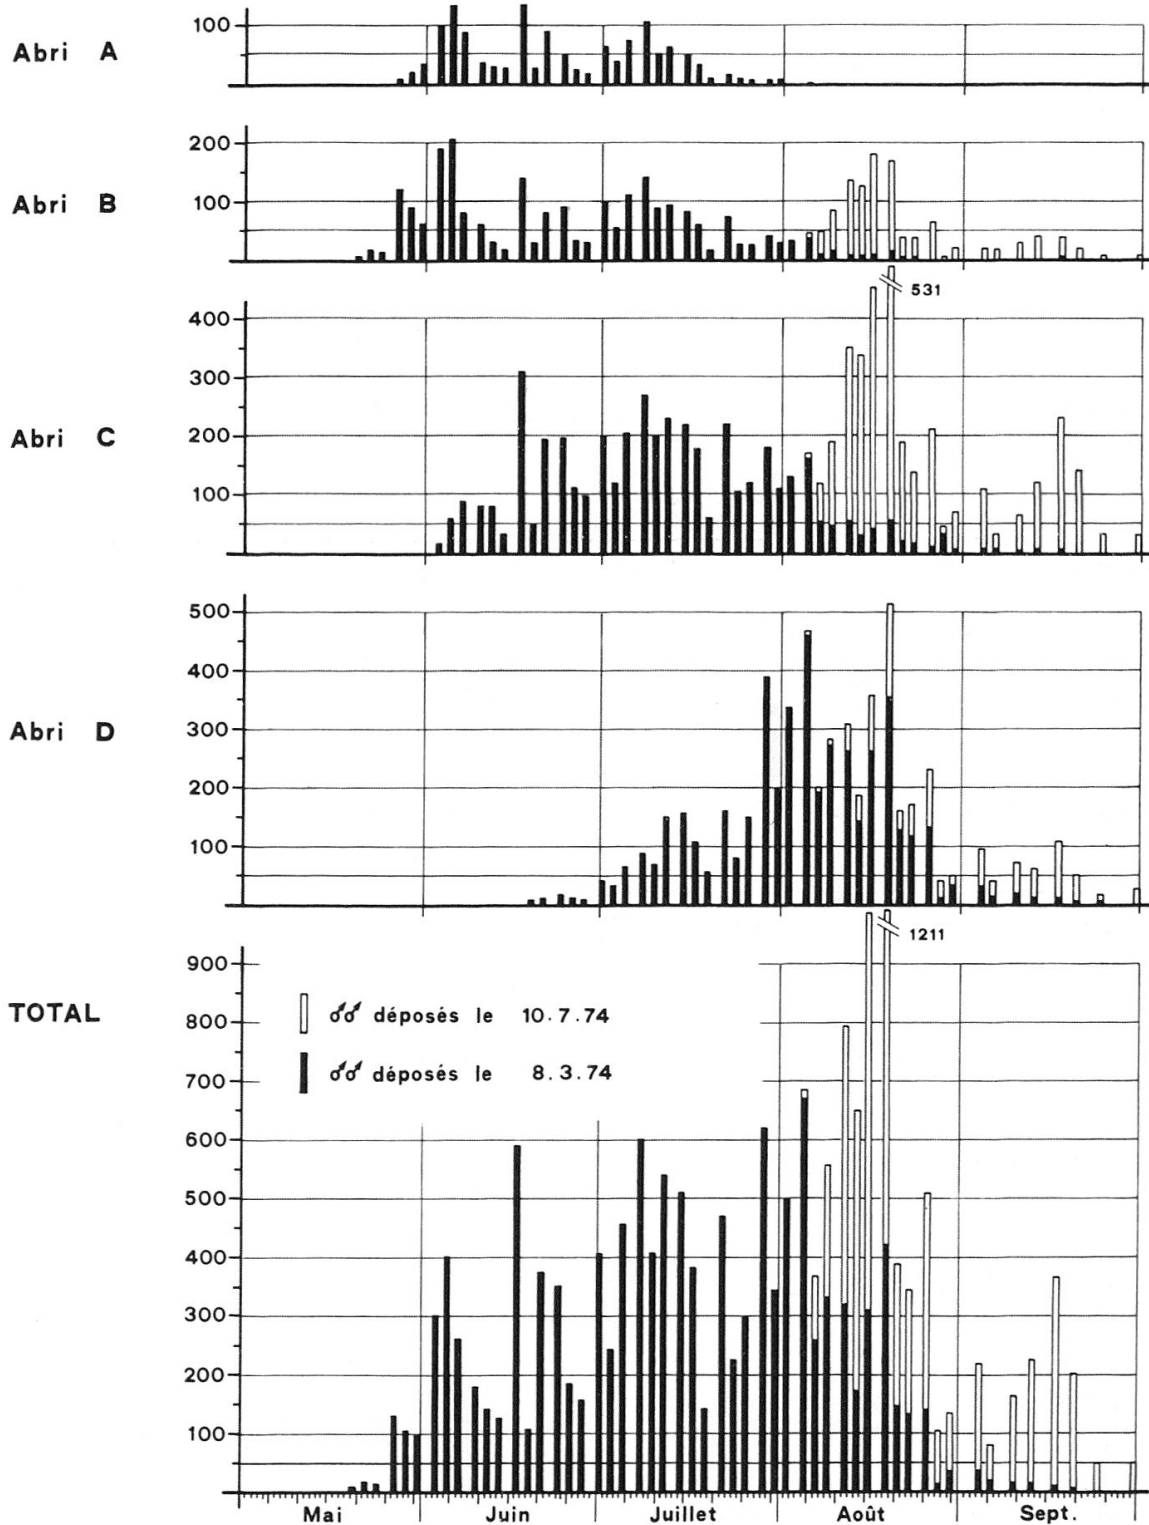 Abri A
100
Abri B
200
100
Abri C
531
400
300
200
100
Abri D
500
400
300
200
100
TOTAL
1211
900
800
700
600
500
400
300
200
100
♂♂ déposés le 10.7.74
♂♂ déposés le 8.3.74
Mai Juin Juillet Août Sept.